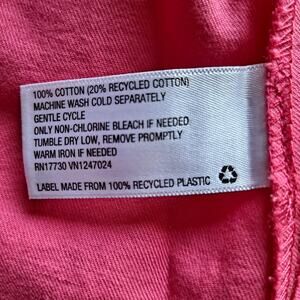 100% COTTON (20% RECYCLED COTTON)
MACHINE WASH COLD SEPARATELY
GENTLE CYCLE
ONLY NON-CHLORINE BLEACH IF NEEDED
TUMBLE DRY LOW, REMOVE PROMPTLY
WARM IRON IF NEEDED
RN17730 VN1247024
LABEL MADE FROM 100% RECYCLED PLASTIC